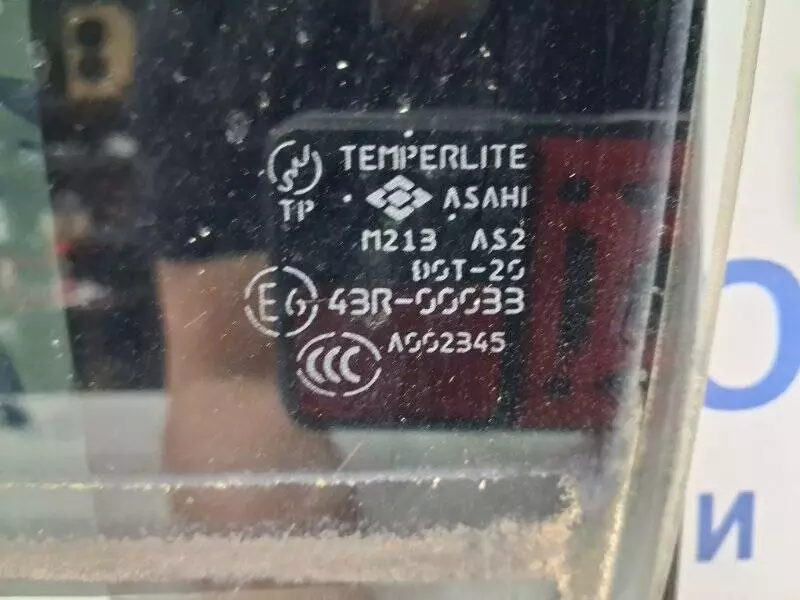 TEMPERLITE
TP ASAHI
M213 AS2
DOT-20
E6 43R-00033
CCC A002345
О
И